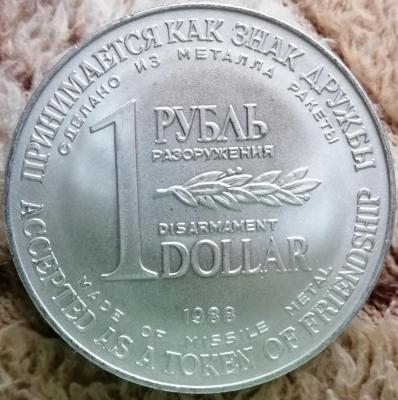 ПРИНИМАЕТСЯ КАК ЗНАК ДРУЖБЫ
СДЕЛАНО ИЗ МЕТАЛЛА РАКЕТЫ
1
РУБЛЬ
РАЗОРУЖЕНИЯ
DISARMAMENT
DOLLAR
1988
MADE OF MISSILE METAL
ACCEPTED AS A TOKEN OF FRIENDSHIP